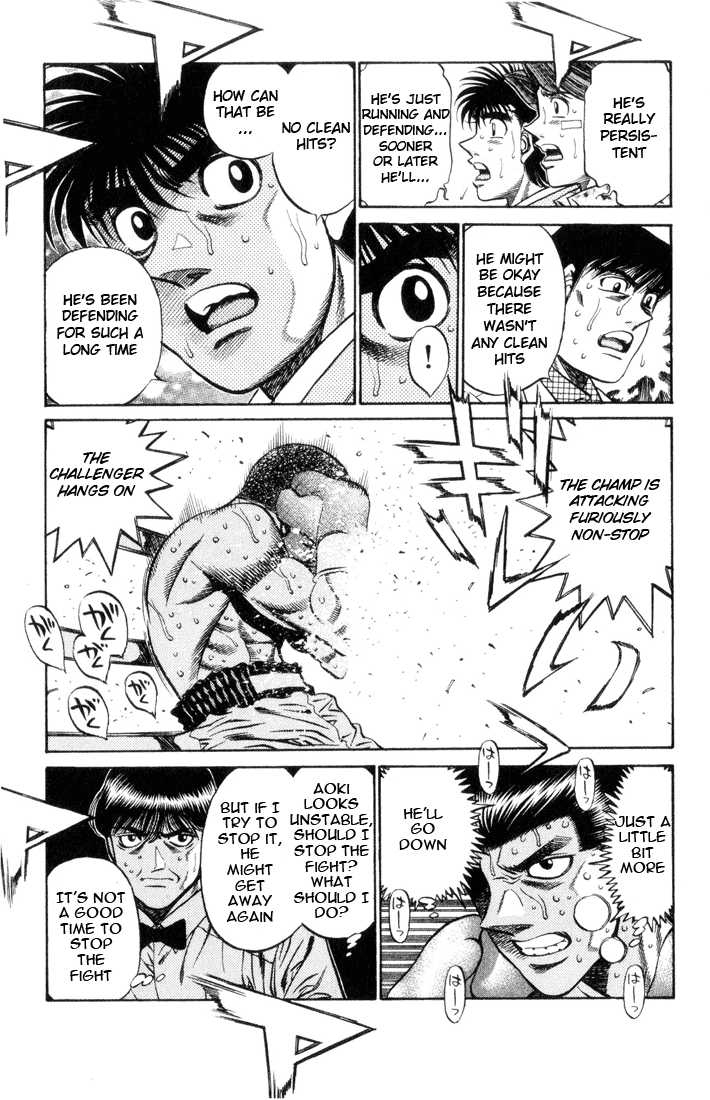 HE'S
REALLY
PERSIS-
TENT
HE'S JUST
RUNNING AND
DEFENDING...
SOONER
OR LATER
HE'LL...
NO CLEAN
HITS?
HOW CAN
THAT BE
...
HE'S BEEN
DEFENDING
FOR SUCH A
LONG TIME
HE MIGHT
BE OKAY
BECAUSE
THERE
WASN'T
ANY CLEAN
HITS
!
THE CHAMP IS
ATTACKING
FURIOUSLY
NON-STOP
THE
CHALLENGER
HANGS ON
がく
がく
がく
がく
JUST A
LITTLE
BIT
MORE
HE'LL
GO
DOWN
はーっ
はーっ
はーっ
はーっ
はーっ
AOKI
LOOKS
UNSTABLE,
SHOULD I
STOP THE
FIGHT?
WHAT
SHOULD I
DO?
BUT IF I
TRY TO
STOP IT,
HE
MIGHT
GET
AWAY
AGAIN
IT'S NOT
A GOOD
TIME TO
STOP
THE
FIGHT